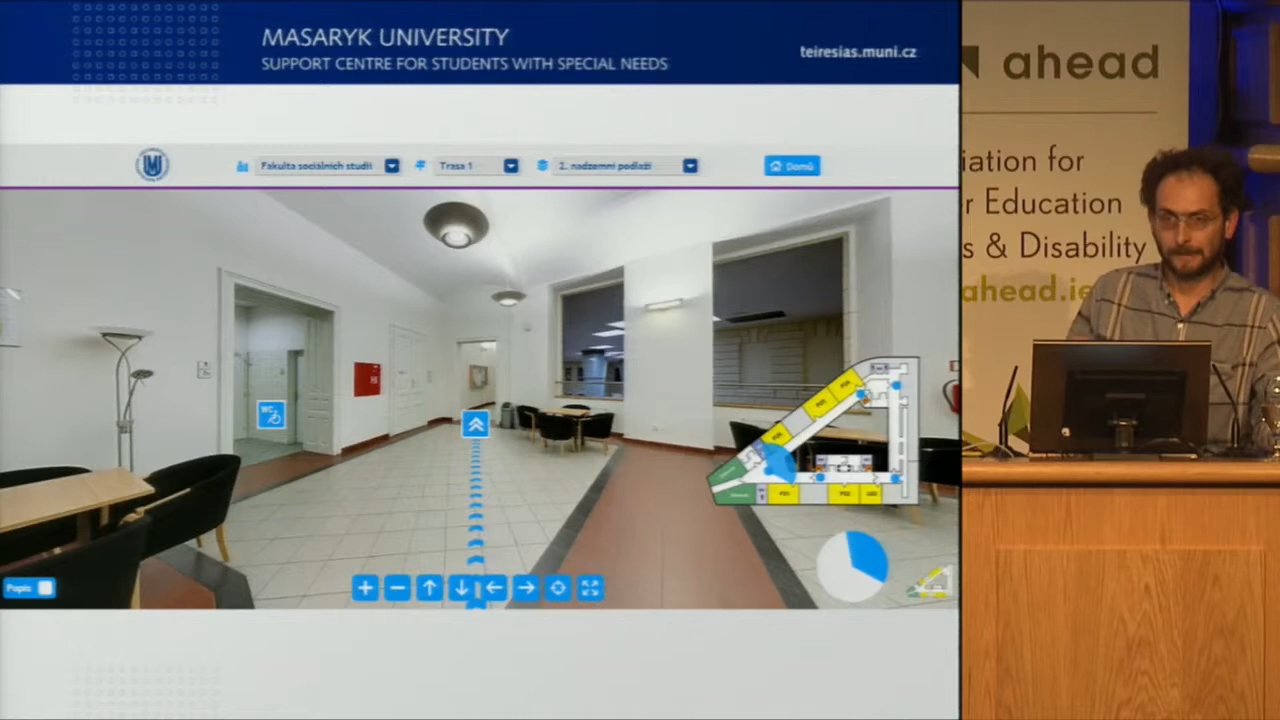 MASARYK UNIVERSITY
SUPPORT CENTRE FOR STUDENTS WITH SPECIAL NEEDS
teiresias.muni.cz
Fakulta sociálních studií
Trasa 1
2. nadzemní podlaží
Domů
WC
Popis
ahead
iation for
r Education
s & Disability
ahead.ie